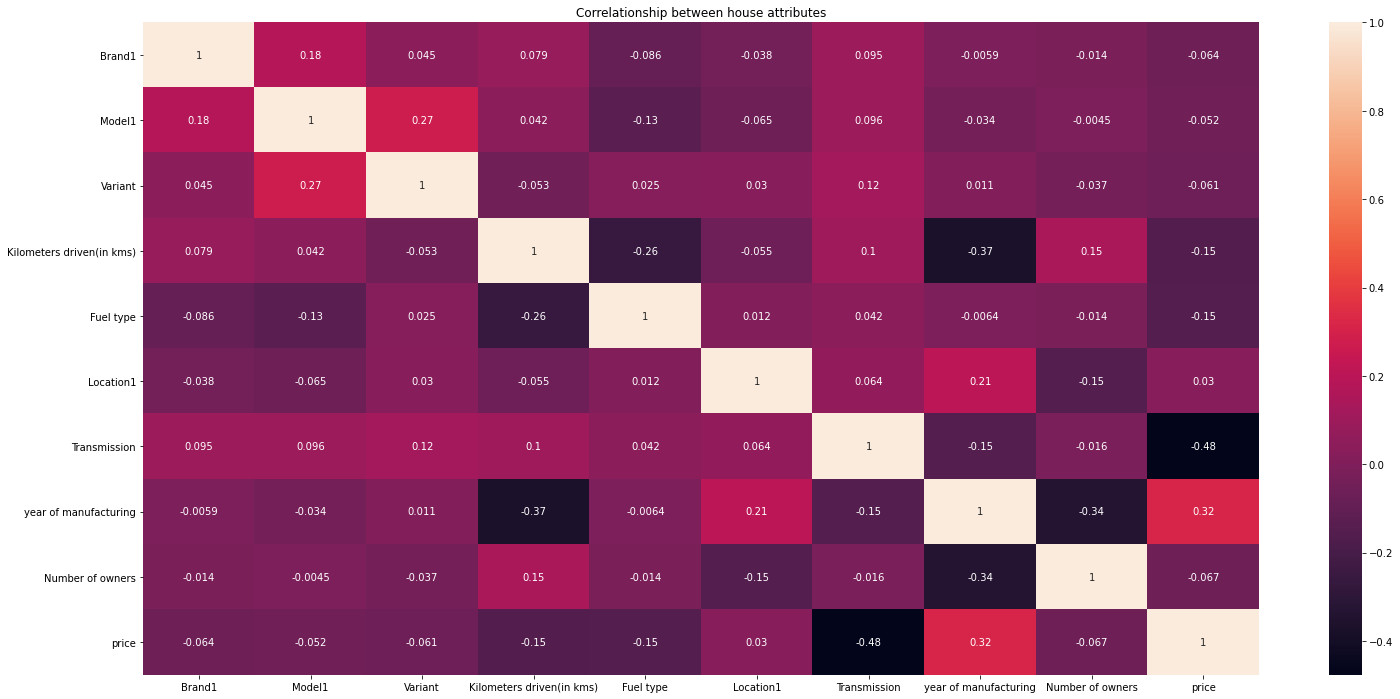 Correlationship between house attributes
Brand1 1 0.18 0.045 0.079 -0.086 -0.038 0.095 -0.0059 -0.014 -0.064
Model1 0.18 1 0.27 0.042 -0.13 -0.065 0.096 -0.034 -0.0045 -0.052
Variant 0.045 0.27 1 -0.053 0.025 0.03 0.12 0.011 -0.037 -0.061
Kilometers driven(in kms) 0.079 0.042 -0.053 1 -0.26 -0.055 0.1 -0.37 0.15 -0.15
Fuel type -0.086 -0.13 0.025 -0.26 1 0.012 0.042 -0.0064 -0.014 -0.15
Location1 -0.038 -0.065 0.03 -0.055 0.012 1 0.064 0.21 -0.15 0.03
Transmission 0.095 0.096 0.12 0.1 0.042 0.064 1 -0.15 -0.016 -0.48
year of manufacturing -0.0059 -0.034 0.011 -0.37 -0.0064 0.21 -0.15 1 -0.34 0.32
Number of owners -0.014 -0.0045 -0.037 0.15 -0.014 -0.15 -0.016 -0.34 1 -0.067
price -0.064 -0.052 -0.061 -0.15 -0.15 0.03 -0.48 0.32 -0.067 1
Brand1 Model1 Variant Kilometers driven(in kms) Fuel type Location1 Transmission year of manufacturing Number of owners price
1.0
0.8
0.6
0.4
0.2
0.0
−0.2
−0.4